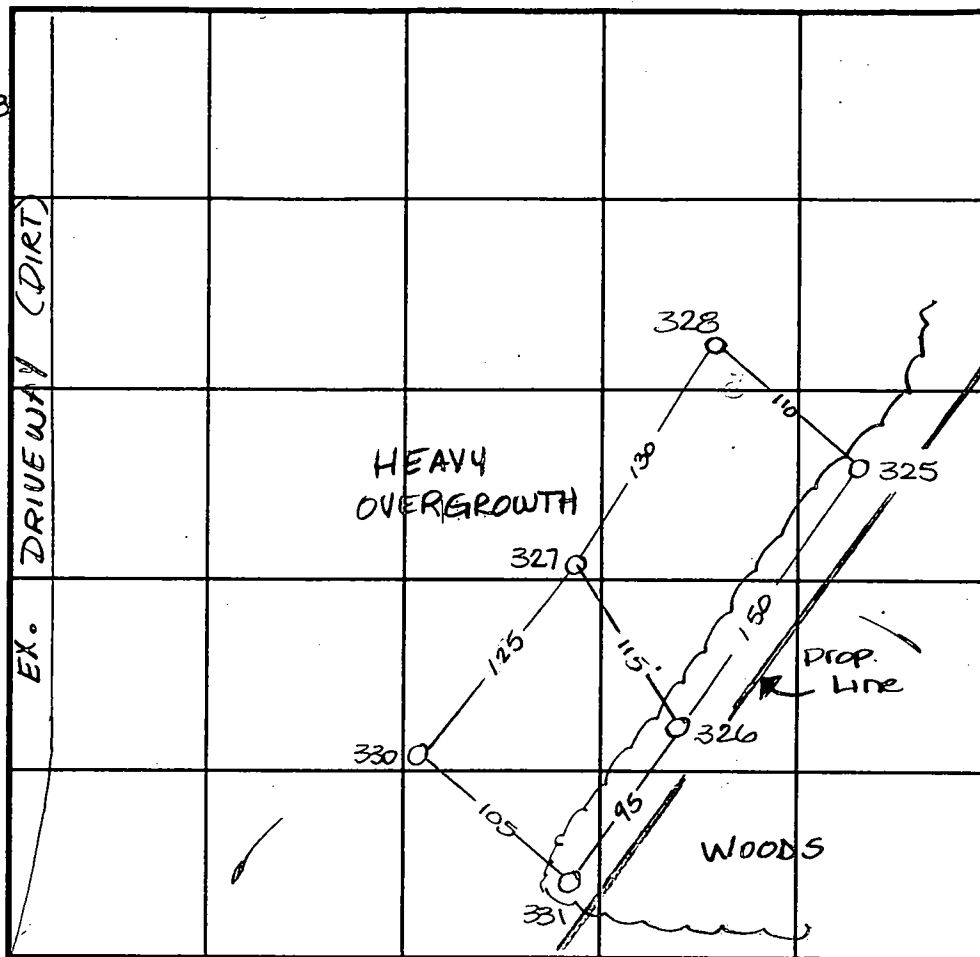 EX. DRIVEWAY (DIRT)
328
110
325
130
HEAVY
OVERGROWTH
327
150
125
115'
Prop.
Line
326
330
95
105
WOODS
331